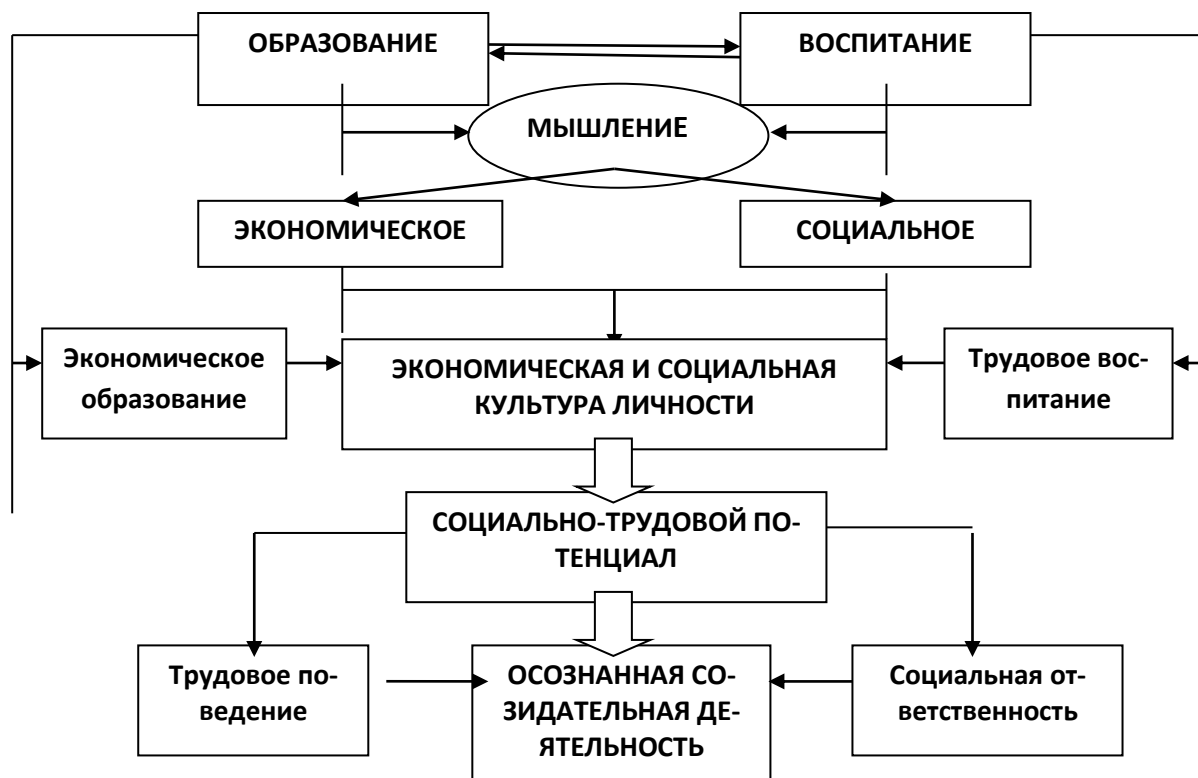 ОБРАЗОВАНИЕ
ВОСПИТАНИЕ
МЫШЛЕНИЕ
ЭКОНОМИЧЕСКОЕ
СОЦИАЛЬНОЕ
Экономическое
образование
ЭКОНОМИЧЕСКАЯ И СОЦИАЛЬНАЯ
КУЛЬТУРА ЛИЧНОСТИ
Трудовое вос-
питание
СОЦИАЛЬНО-ТРУДОВОЙ ПО-
ТЕНЦИАЛ
Трудовое по-
ведение
ОСОЗНАННАЯ СО-
ЗИДАТЕЛЬНАЯ ДЕ-
ЯТЕЛЬНОСТЬ
Социальная от-
ветственность